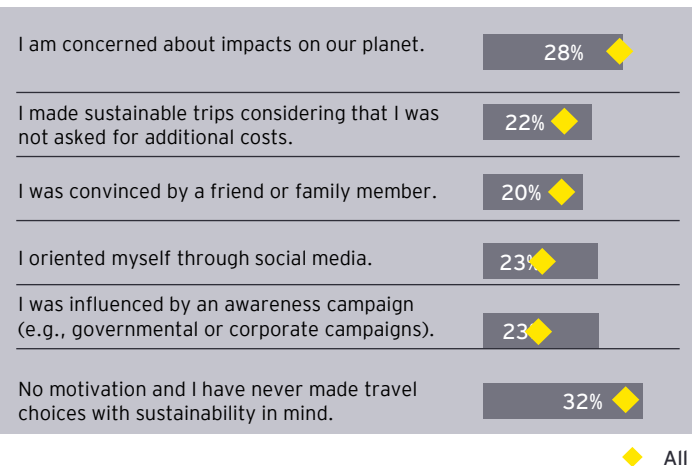 I am concerned about impacts on our planet.
28%
I made sustainable trips considering that I was
not asked for additional costs.
22%
I was convinced by a friend or family member.
20%
I oriented myself through social media.
23%
I was influenced by an awareness campaign
(e.g., governmental or corporate campaigns).
23
No motivation and I have never made travel
choices with sustainability in mind.
32%
All